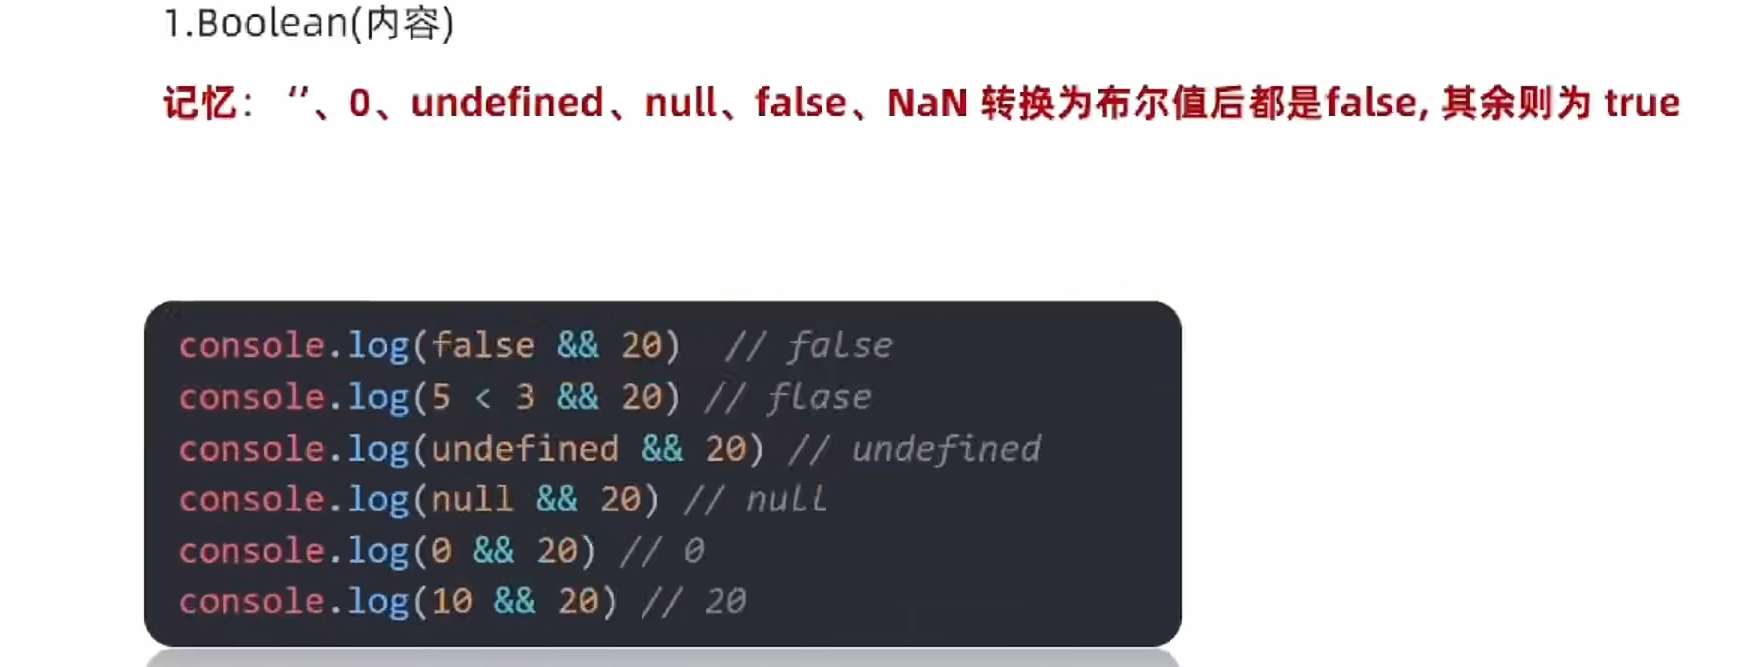 1.Boolean(内容)
记忆： ‘’、0、undefined、null、false、NaN 转换为布尔值后都是false, 其余则为 true
console.log(false && 20)  // false
console.log(5 < 3 && 20) // flase
console.log(undefined && 20) // undefined
console.log(null && 20) // null
console.log(0 && 20) // 0
console.log(10 && 20) // 20